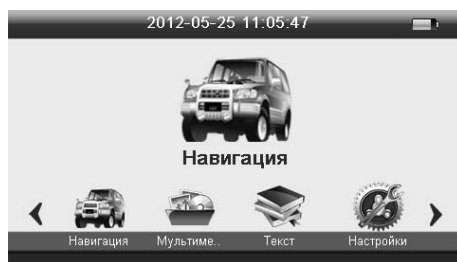 2012-05-25 11:05:47
Навигация
Навигация Мультиме.. Текст Настройки